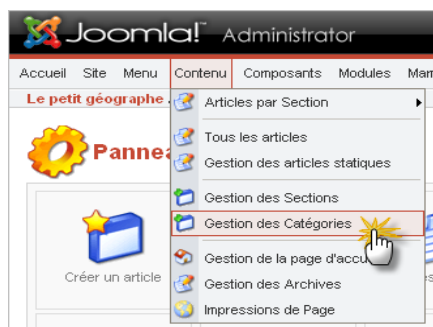 Joomla!™ Administrator
Accueil Site Menu Contenu Composants Modules
Le petit géographe
Articles par Section
Tous les articles
Gestion des articles statiques
Gestion des Sections
Gestion des Catégories
Gestion de la page
Gestion des Archives
Impressions de Page
Créer un article